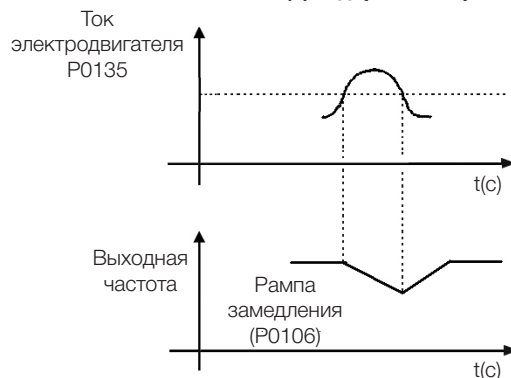 Ток
электродвигателя
P0135
t(c)
Выходная
частота
Рампа
замедления
(P0106)
t(c)